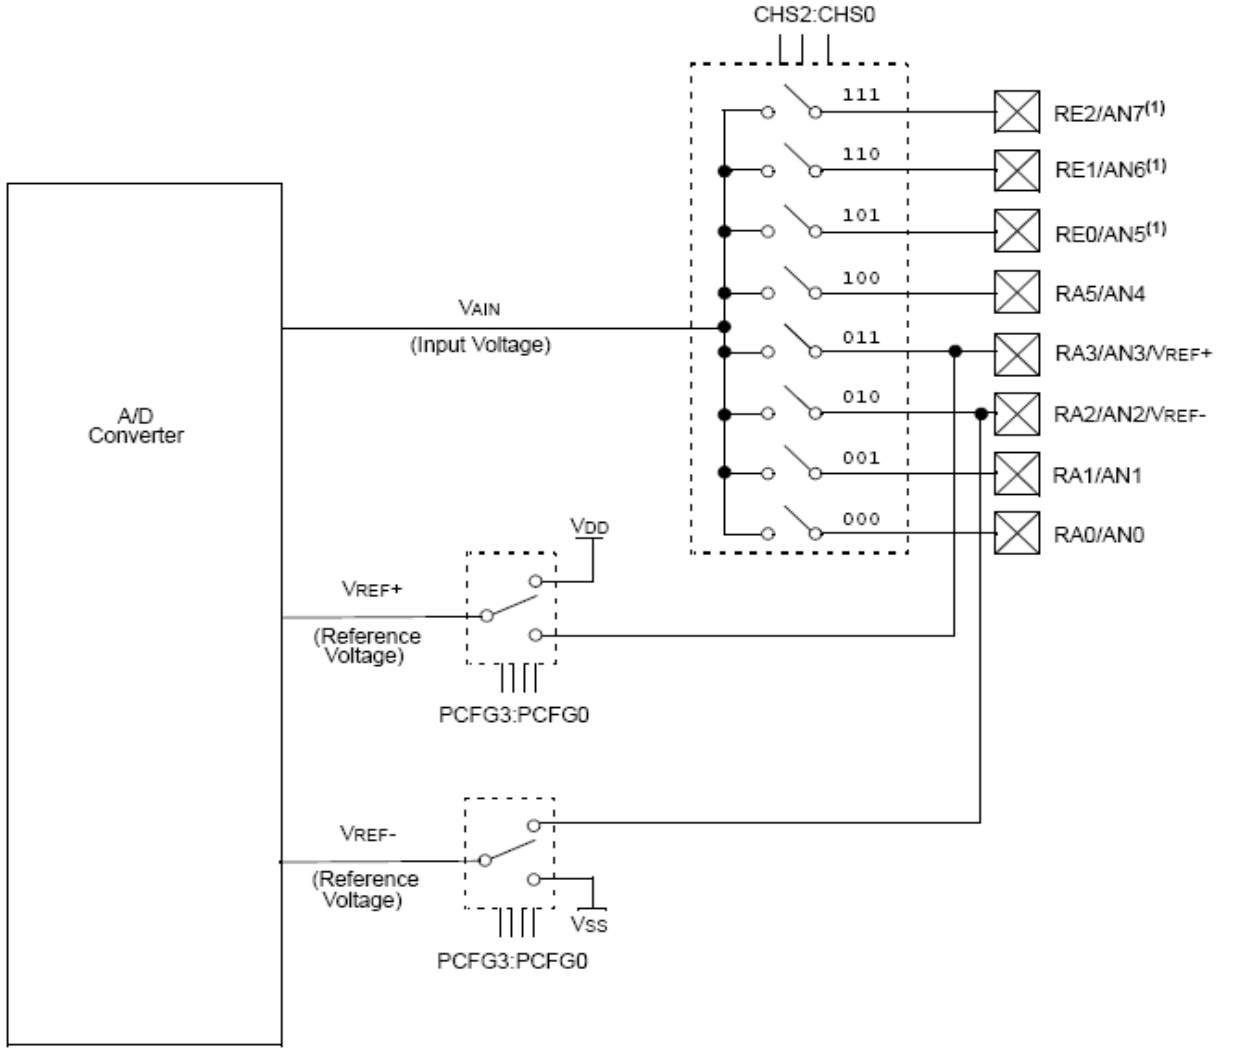 CHS2:CHS0
111
RE2/AN7(1)
110
RE1/AN6(1)
101
RE0/AN5(1)
100
RA5/AN4
VAIN
(Input Voltage)
011
RA3/AN3/VREF+
010
RA2/AN2/VREF-
A/D
Converter
001
RA1/AN1
000
RA0/AN0
VDD
VREF+
(Reference
Voltage)
PCFG3:PCFG0
VREF-
(Reference
Voltage)
VSS
PCFG3:PCFG0